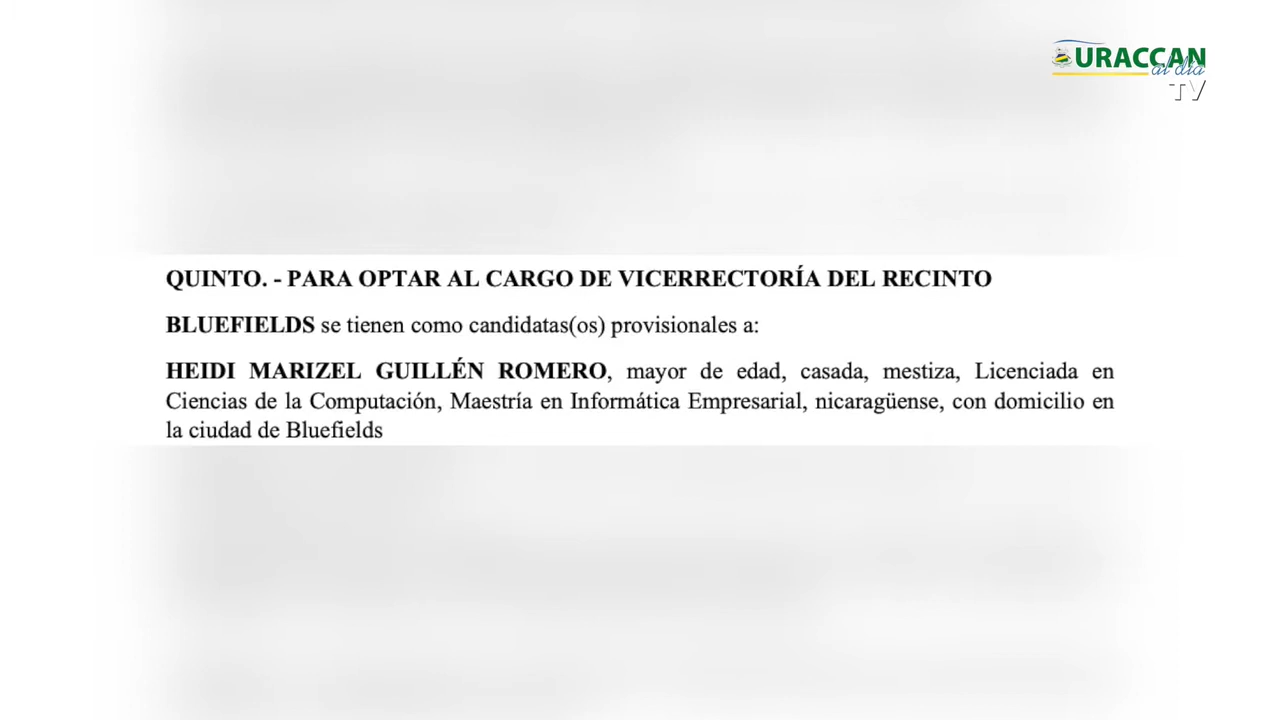 URACCAN
al día
TV
QUINTO. - PARA OPTAR AL CARGO DE VICERRECTORÍA DEL RECINTO
BLUEFIELDS se tienen como candidatas(os) provisionales a:
HEIDI MARIZEL GUILLÉN ROMERO, mayor de edad, casada, mestiza, Licenciada en
Ciencias de la Computación, Maestría en Informática Empresarial, nicaragüense, con domicilio en
la ciudad de Bluefields